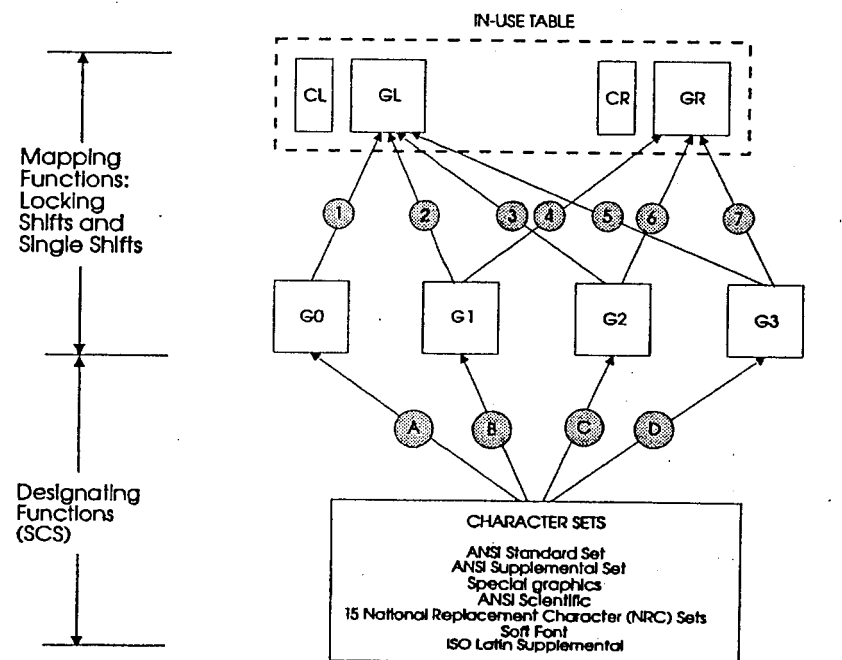 IN-USE TABLE
CL
GL
CR
GR
Mapping
Functions:
Locking
Shifts and
Single Shifts
1
2
3
4
5
6
7
G0
G1
G2
G3
A
B
C
D
Designating
Functions
(SCS)
CHARACTER SETS
ANSI Standard Set
ANSI Supplemental Set
Special graphics
ANSI Scientific
15 National Replacement Character (NRC) Sets
Soft Font
ISO Latin Supplemental